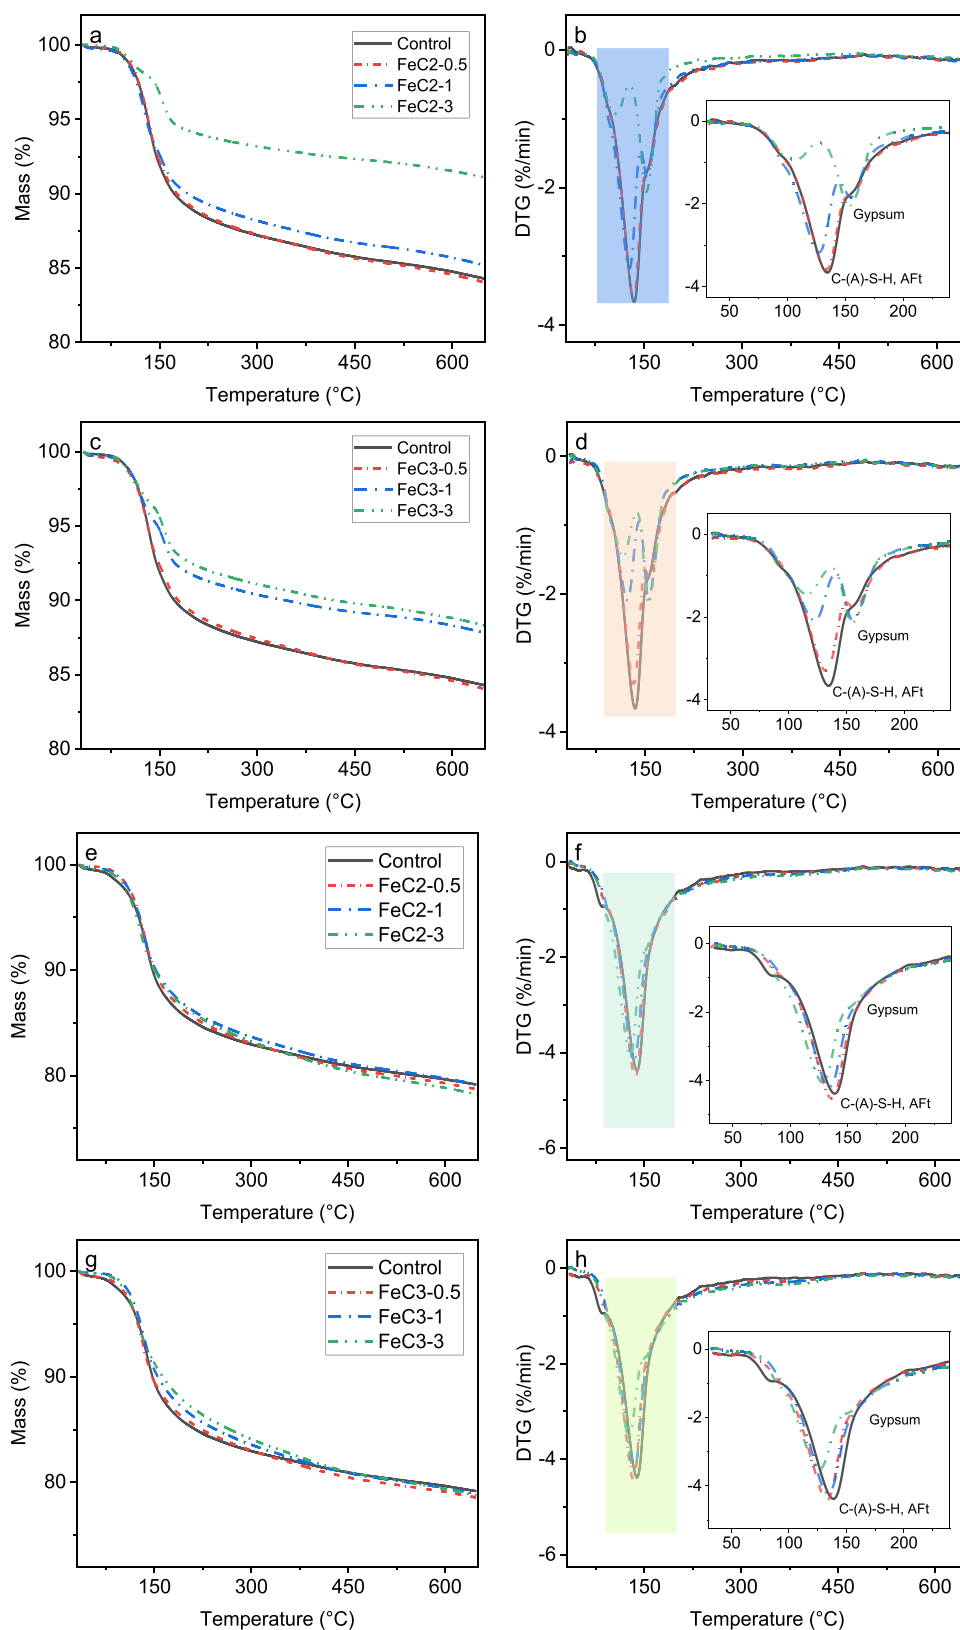 a
Control
FeC2-0.5
FeC2-1
FeC2-3
100
95
90
85
80
150
300
450
600
Mass (%)
Temperature (°C)
b
0
-2
-4
150
300
450
600
DTG (%/min)
Temperature (°C)
0
-2
-4
50
100
150
200
Gypsum
C-(A)-S-H, AFt
c
Control
FeC3-0.5
FeC3-1
FeC3-3
100
95
90
85
80
150
300
450
600
Mass (%)
Temperature (°C)
d
0
-2
-4
150
300
450
600
DTG (%/min)
Temperature (°C)
0
-2
-4
50
100
150
200
Gypsum
C-(A)-S-H, AFt
e
Control
FeC2-0.5
FeC2-1
FeC2-3
100
90
80
150
300
450
600
Mass (%)
Temperature (°C)
f
0
-2
-4
-6
150
300
450
600
DTG (%/min)
Temperature (°C)
0
-2
-4
50
100
150
200
Gypsum
C-(A)-S-H, AFt
g
Control
FeC3-0.5
FeC3-1
FeC3-3
100
90
80
150
300
450
600
Mass (%)
Temperature (°C)
h
0
-2
-4
-6
150
300
450
600
DTG (%/min)
Temperature (°C)
0
-2
-4
50
100
150
200
Gypsum
C-(A)-S-H, AFt